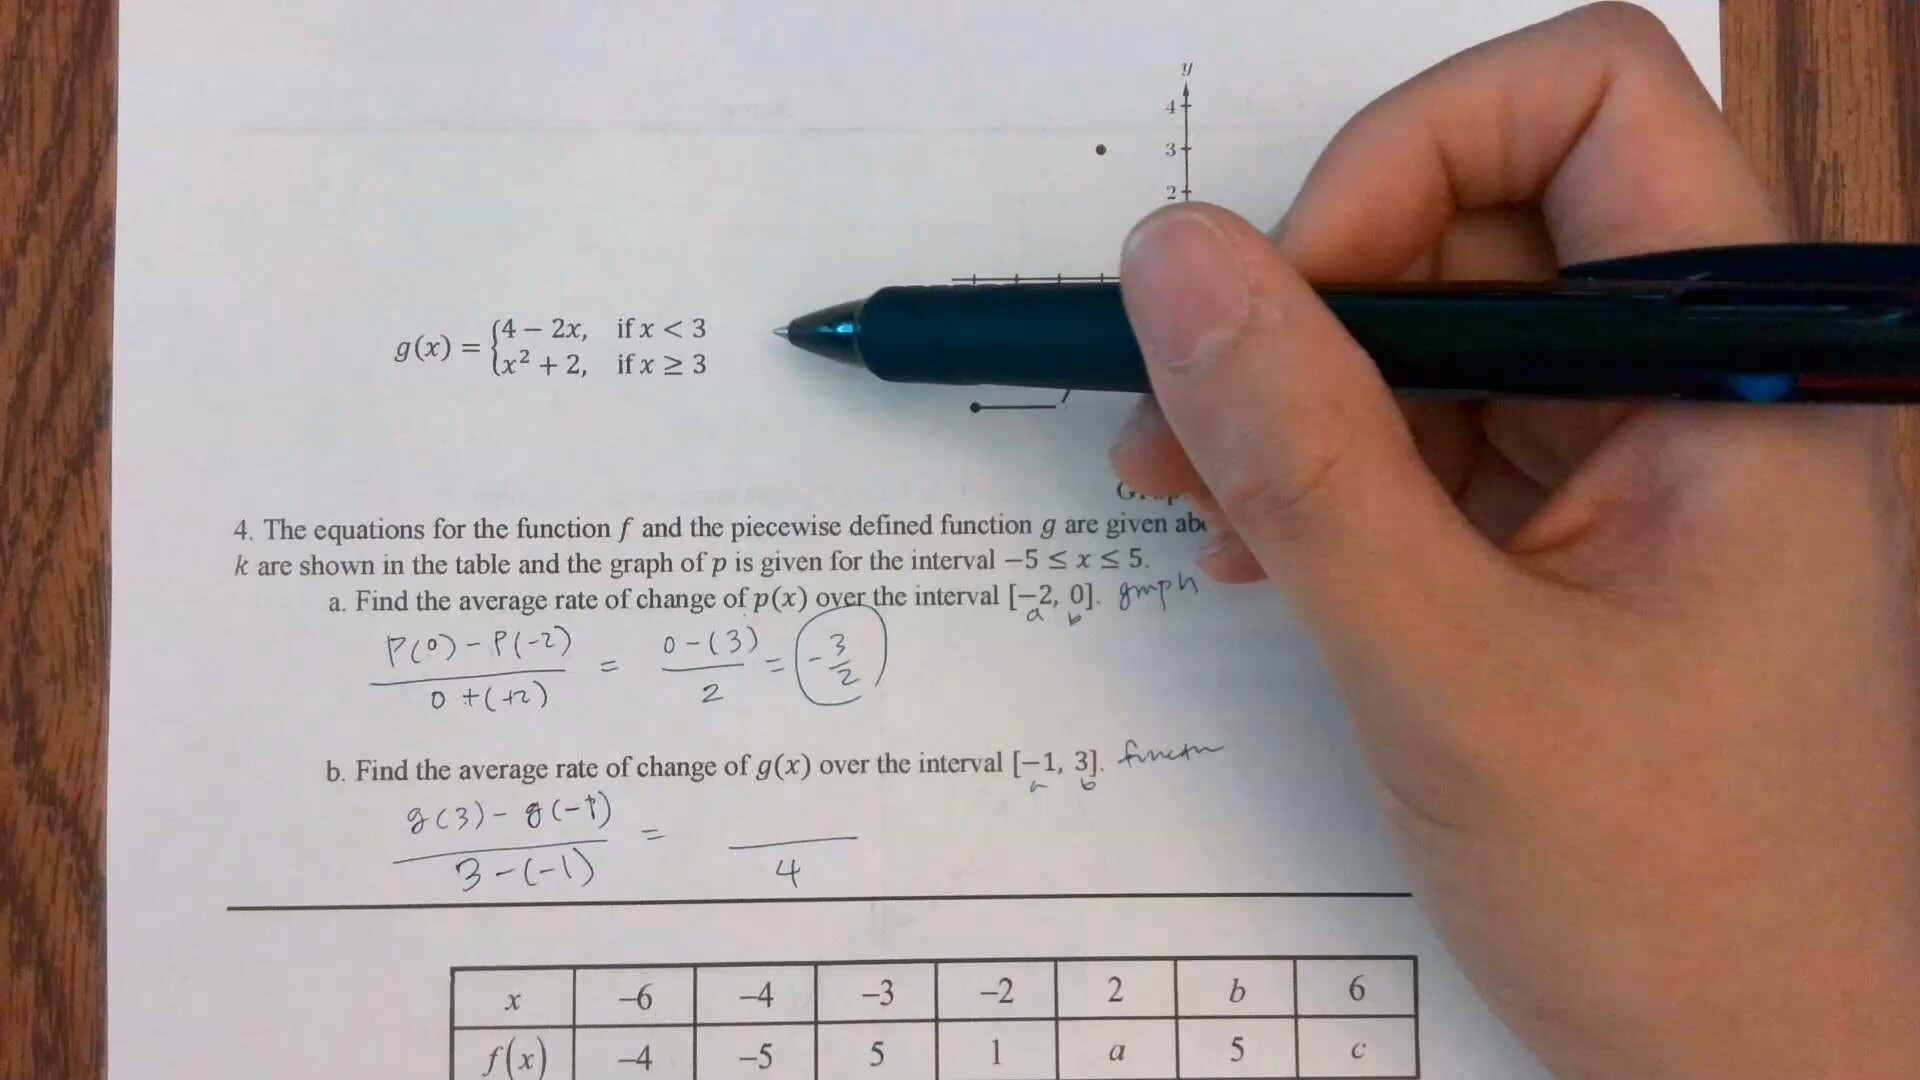 y
4
3
2
g(x) = {4 − 2x, if x < 3
x² + 2, if x ≥ 3
4. The equations for the function f and the piecewise defined function g are given
k are shown in the table and the graph of p is given for the interval −5 ≤ x ≤ 5.
a. Find the average rate of change of p(x) over the interval [−2, 0]. graph
a b
P(0) - P(-2) / 0 + (+2) = 0 - (3) / 2 = -3/2
b. Find the average rate of change of g(x) over the interval [−1, 3].
a b
g(3) - g(-1) / 3 - (-1) = / 4
x −6 −4 −3 −2 2 b 6
f(x) −4 −5 5 1 a 5 c